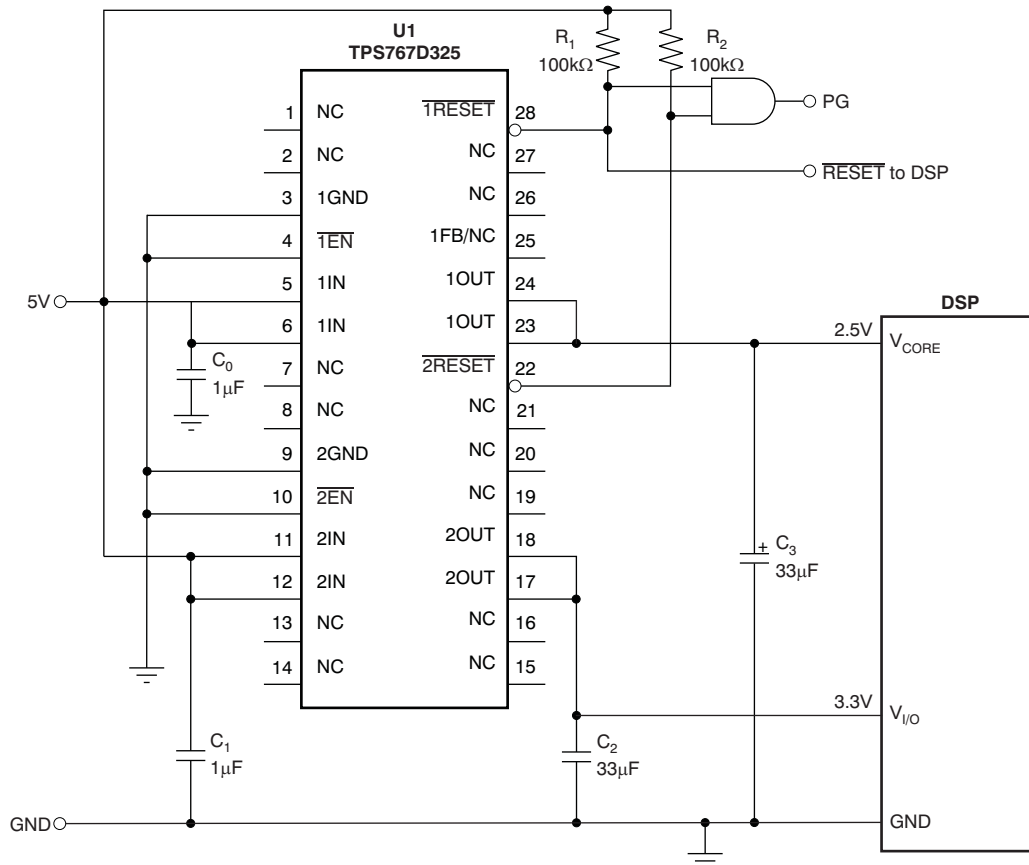 U1
TPS767D325
R1
100kΩ
R2
100kΩ
PG
RESET to DSP
1 NC 1RESET 28
2 NC NC 27
3 1GND NC 26
4 1EN 1FB/NC 25
5 1IN 1OUT 24
6 1IN 1OUT 23
7 NC 2RESET 22
8 NC NC 21
9 2GND NC 20
10 2EN NC 19
11 2IN 2OUT 18
12 2IN 2OUT 17
13 NC NC 16
14 NC NC 15
5V
C0
1μF
DSP
2.5V VCORE
C3
+
33μF
3.3V VI/O
C1
1μF
C2
33μF
GND
GND